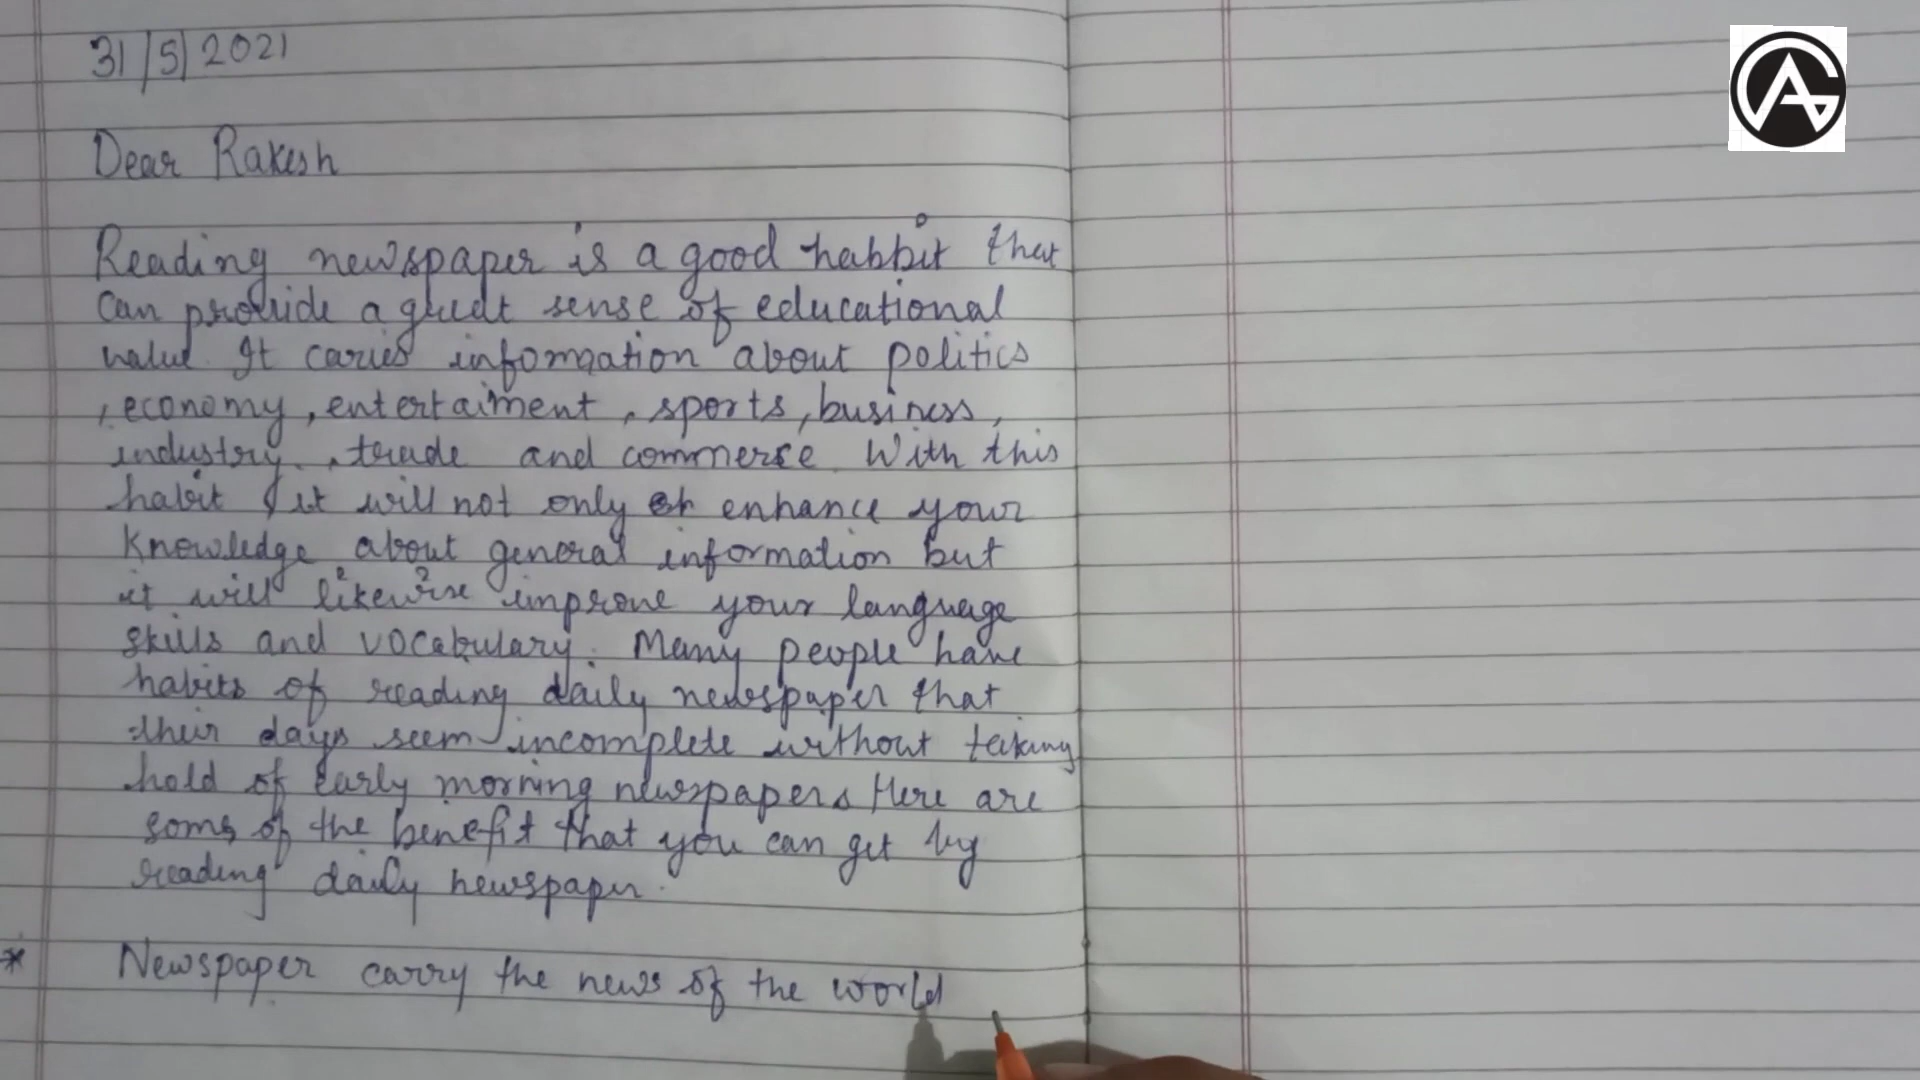 31/5/2021
Dear Rakesh
Reading newspaper is a good habbit that
can provide a great sense of educational
value. It caries infomation about politics
, economy, entertaiment, sports, business,
industry, trade and commerse. With this
habit it will not only enhance your
knowledge about general information but
it will likewise improve your language
skills and vocabulary. Many people have
habits of reading daily newspaper that
their days seem incomplete without taking
hold of early morning newspapers Here are
some of the benefit that you can get by
reading daily newspaper.
* Newspaper carry the news of the world